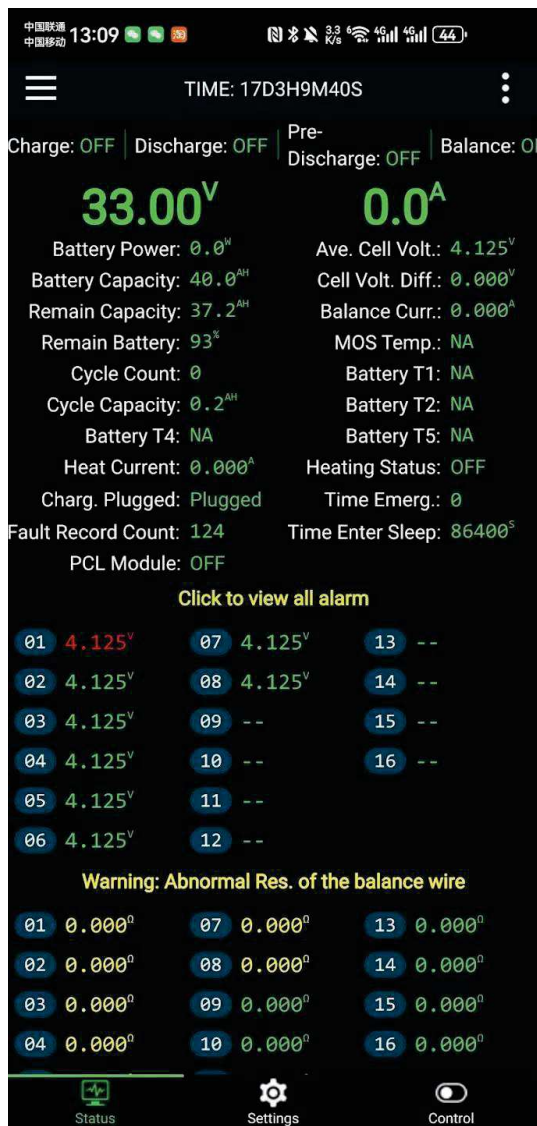 中国联通
中国移动 13:09 3.3 K/s 6 4G 4G 44
TIME: 17D3H9M40S
Charge: OFF Discharge: OFF Pre-Discharge: OFF Balance: O
33.00V 0.0A
Battery Power: 0.0W Ave. Cell Volt.: 4.125V
Battery Capacity: 40.0AH Cell Volt. Diff.: 0.000V
Remain Capacity: 37.2AH Balance Curr.: 0.000A
Remain Battery: 93% MOS Temp.: NA
Cycle Count: 0 Battery T1: NA
Cycle Capacity: 0.2AH Battery T2: NA
Battery T4: NA Battery T5: NA
Heat Current: 0.000A Heating Status: OFF
Charg. Plugged: Plugged Time Emerg.: 0
Fault Record Count: 124 Time Enter Sleep: 86400S
PCL Module: OFF
Click to view all alarm
01 4.125V 07 4.125V 13 --
02 4.125V 08 4.125V 14 --
03 4.125V 09 -- 15 --
04 4.125V 10 -- 16 --
05 4.125V 11 --
06 4.125V 12 --
Warning: Abnormal Res. of the balance wire
01 0.000Ω 07 0.000Ω 13 0.000Ω
02 0.000Ω 08 0.000Ω 14 0.000Ω
03 0.000Ω 09 0.000Ω 15 0.000Ω
04 0.000Ω 10 0.000Ω 16 0.000Ω
Status Settings Control